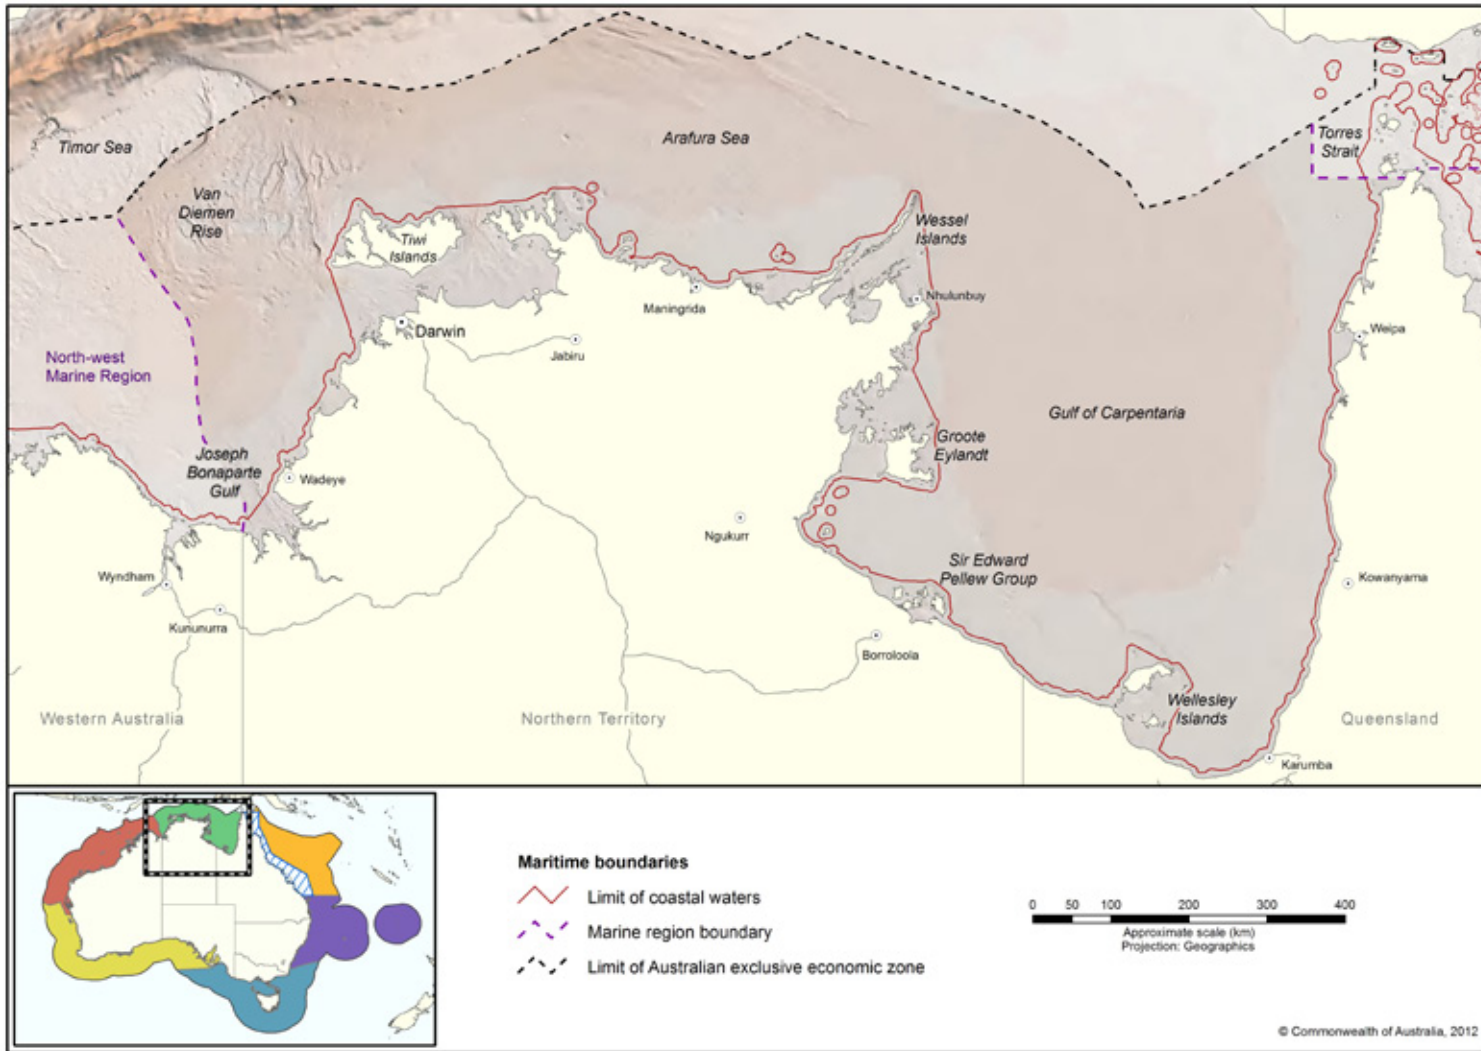 Timor Sea
Arafura Sea
Torres
Strait
Van
Diemen
Rise
Tiwi
Islands
Wessel
Islands
Maningrida
Nhulunbuy
Darwin
Jabiru
Weipa
North-west
Marine Region
Gulf of Carpentaria
Joseph
Bonaparte
Gulf
Wadeye
Groote
Eylandt
Ngukurr
Sir Edward
Pellew Group
Wyndham
Kowanyama
Kununurra
Borroloola
Western Australia
Northern Territory
Wellesley
Islands
Queensland
Karumba
Maritime boundaries
Limit of coastal waters
Marine region boundary
Limit of Australian exclusive economic zone
0 50 100 200 300 400
Approximate scale (km)
Projection: Geographics
© Commonwealth of Australia, 2012